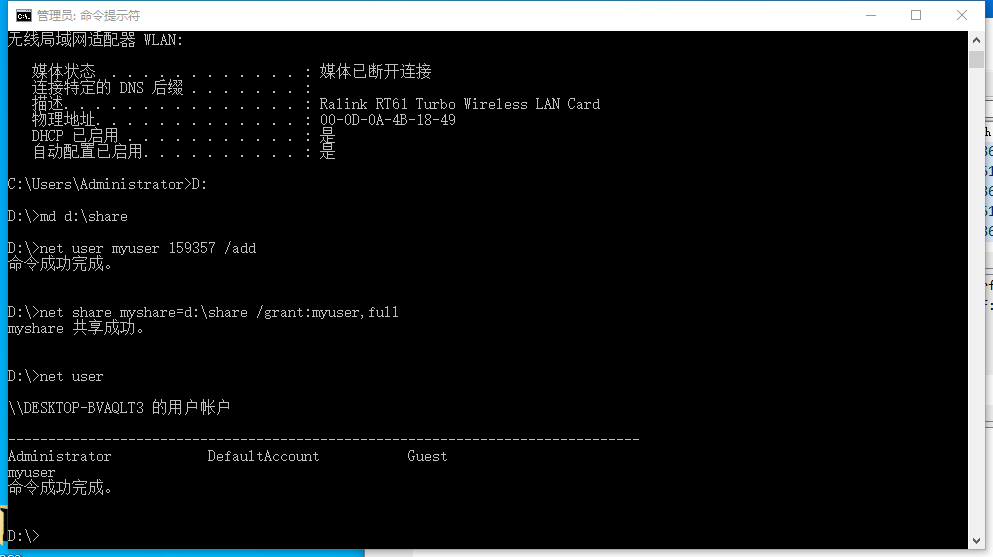 管理员: 命令提示符
无线局域网适配器 WLAN:
媒体状态 . . . . . . . . . . . . : 媒体已断开连接
连接特定的 DNS 后缀 . . . . . . . :
描述. . . . . . . . . . . . . . . : Ralink RT61 Turbo Wireless LAN Card
物理地址. . . . . . . . . . . . . : 00-0D-0A-4B-18-49
DHCP 已启用 . . . . . . . . . . . : 是
自动配置已启用. . . . . . . . . . : 是
C:\Users\Administrator>D:
D:\>md d:\share
D:\>net user myuser 159357 /add
命令成功完成。
D:\>net share myshare=d:\share /grant:myuser,full
myshare 共享成功。
D:\>net user
\\DESKTOP-BVAQLT3 的用户帐户
-------------------------------------------------------------------------------
Administrator DefaultAccount Guest
myuser
命令成功完成。
D:\>